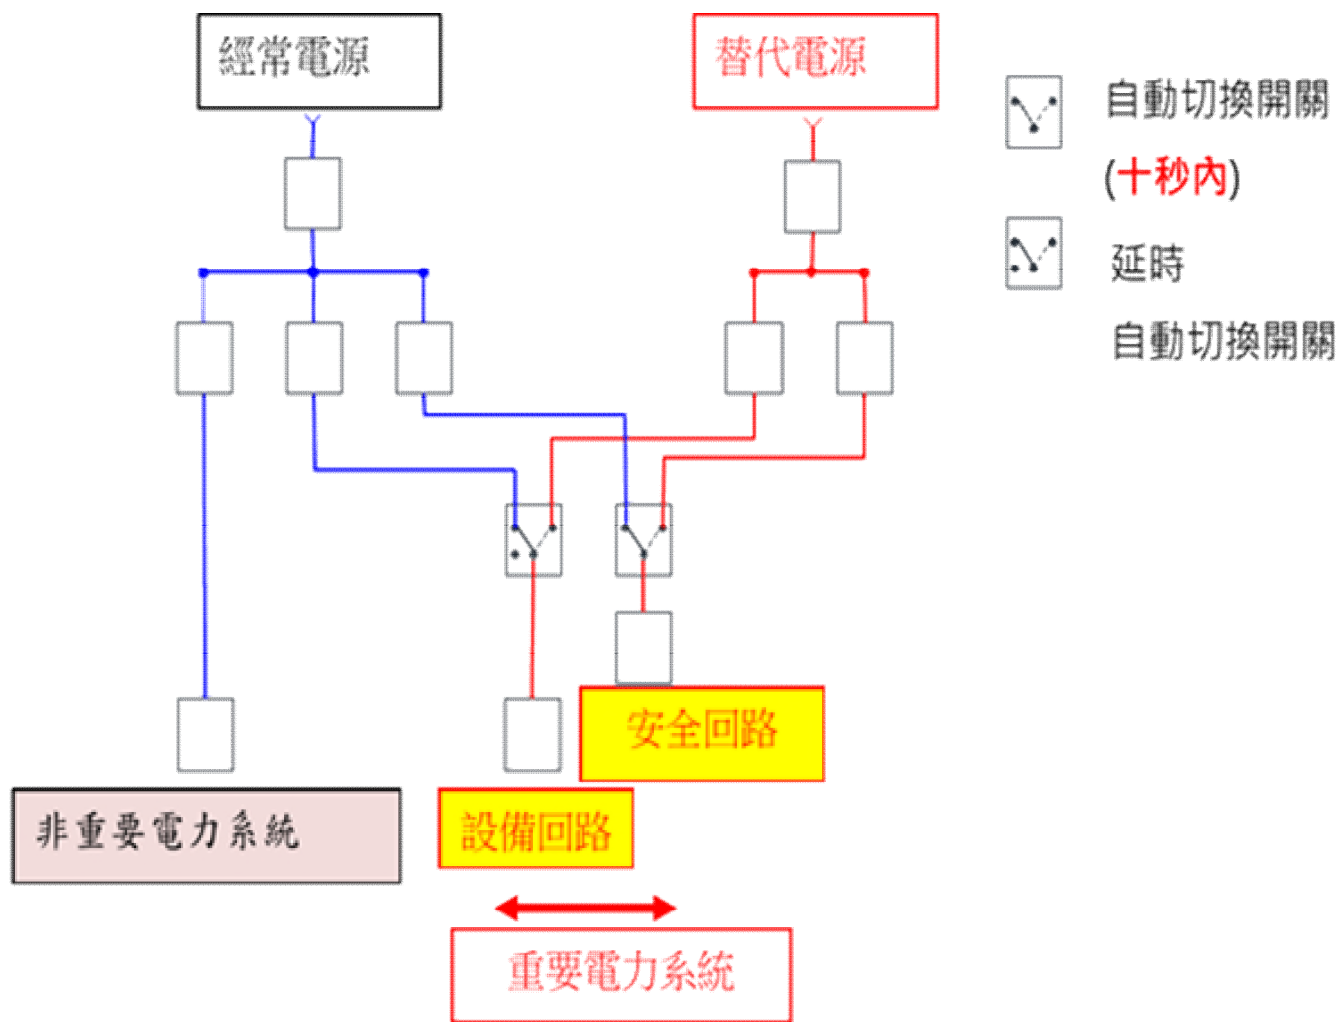 經常電源
替代電源
自動切換開關
(十秒內)
延時
自動切換開關
安全回路
非重要電力系統
設備回路
重要電力系統